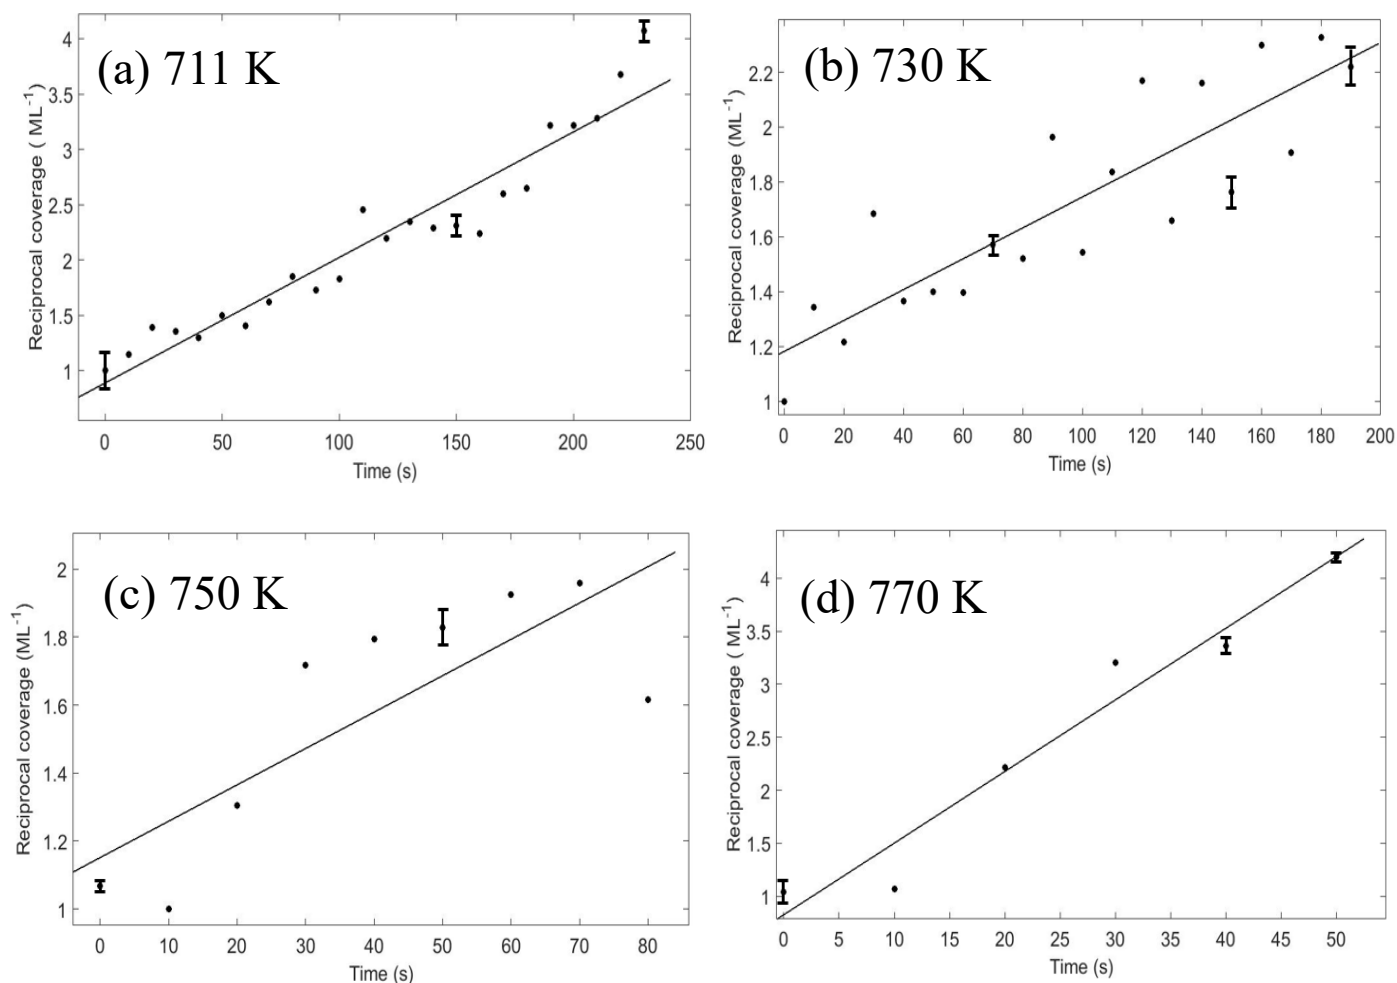 (a) 711 K
Reciprocal coverage ( ML⁻¹)
4
3.5
3
2.5
2
1.5
1
0 50 100 150 200 250
Time (s)
(b) 730 K
Reciprocal coverage (ML⁻¹)
2.2
2
1.8
1.6
1.4
1.2
1
0 20 40 60 80 100 120 140 160 180 200
Time (s)
(c) 750 K
Reciprocal coverage ( ML⁻¹)
2
1.8
1.6
1.4
1.2
1
0 10 20 30 40 50 60 70 80
Time (s)
(d) 770 K
Reciprocal coverage ( ML⁻¹)
4
3.5
3
2.5
2
1.5
1
0 5 10 15 20 25 30 35 40 45 50
Time (s)